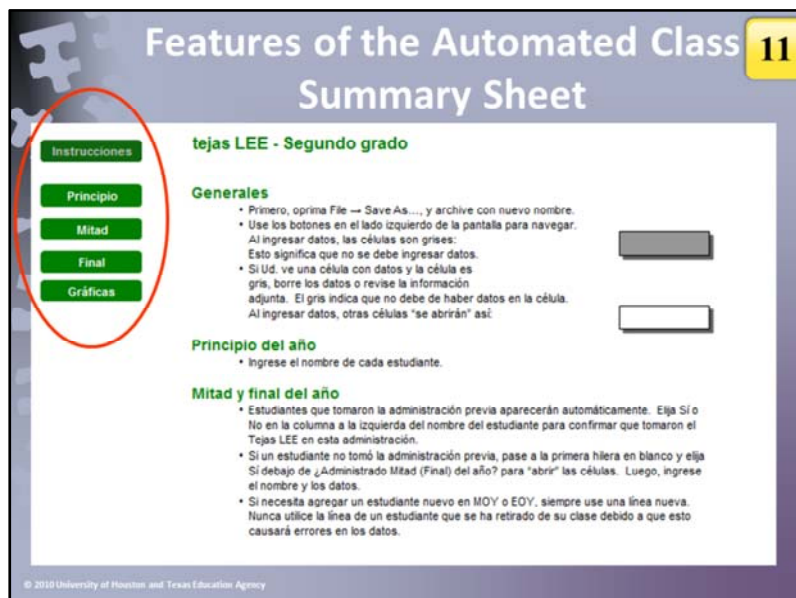 Features of the Automated Class
Summary Sheet
11
Instrucciones
Principio
Mitad
Final
Gráficas
tejas LEE - Segundo grado
Generales
• Primero, oprima File → Save As..., y archive con nuevo nombre.
• Use los botones en el lado izquierdo de la pantalla para navegar.
Al ingresar datos, las células son grises:
Esto significa que no se debe ingresar datos.
• Si Ud. ve una célula con datos y la célula es
gris, borre los datos o revise la información
adjunta. El gris indica que no debe de haber datos en la célula.
Al ingresar datos, otras células "se abrirán" así:
Principio del año
• Ingrese el nombre de cada estudiante.
Mitad y final del año
• Estudiantes que tomaron la administración previa aparecerán automáticamente. Elija Sí o
No en la columna a la izquierda del nombre del estudiante para confirmar que tomaron el
Tejas LEE en esta administración.
• Si un estudiante no tomó la administración previa, pase a la primera hilera en blanco y elija
Sí debajo de ¿Administrado Mitad (Final) del año? para "abrir" las células. Luego, ingrese
el nombre y los datos.
• Si necesita agregar un estudiante nuevo en MOY o EOY, siempre use una línea nueva.
Nunca utilice la línea de un estudiante que se ha retirado de su clase debido a que esto
causará errores en los datos.
© 2010 University of Houston and Texas Education Agency